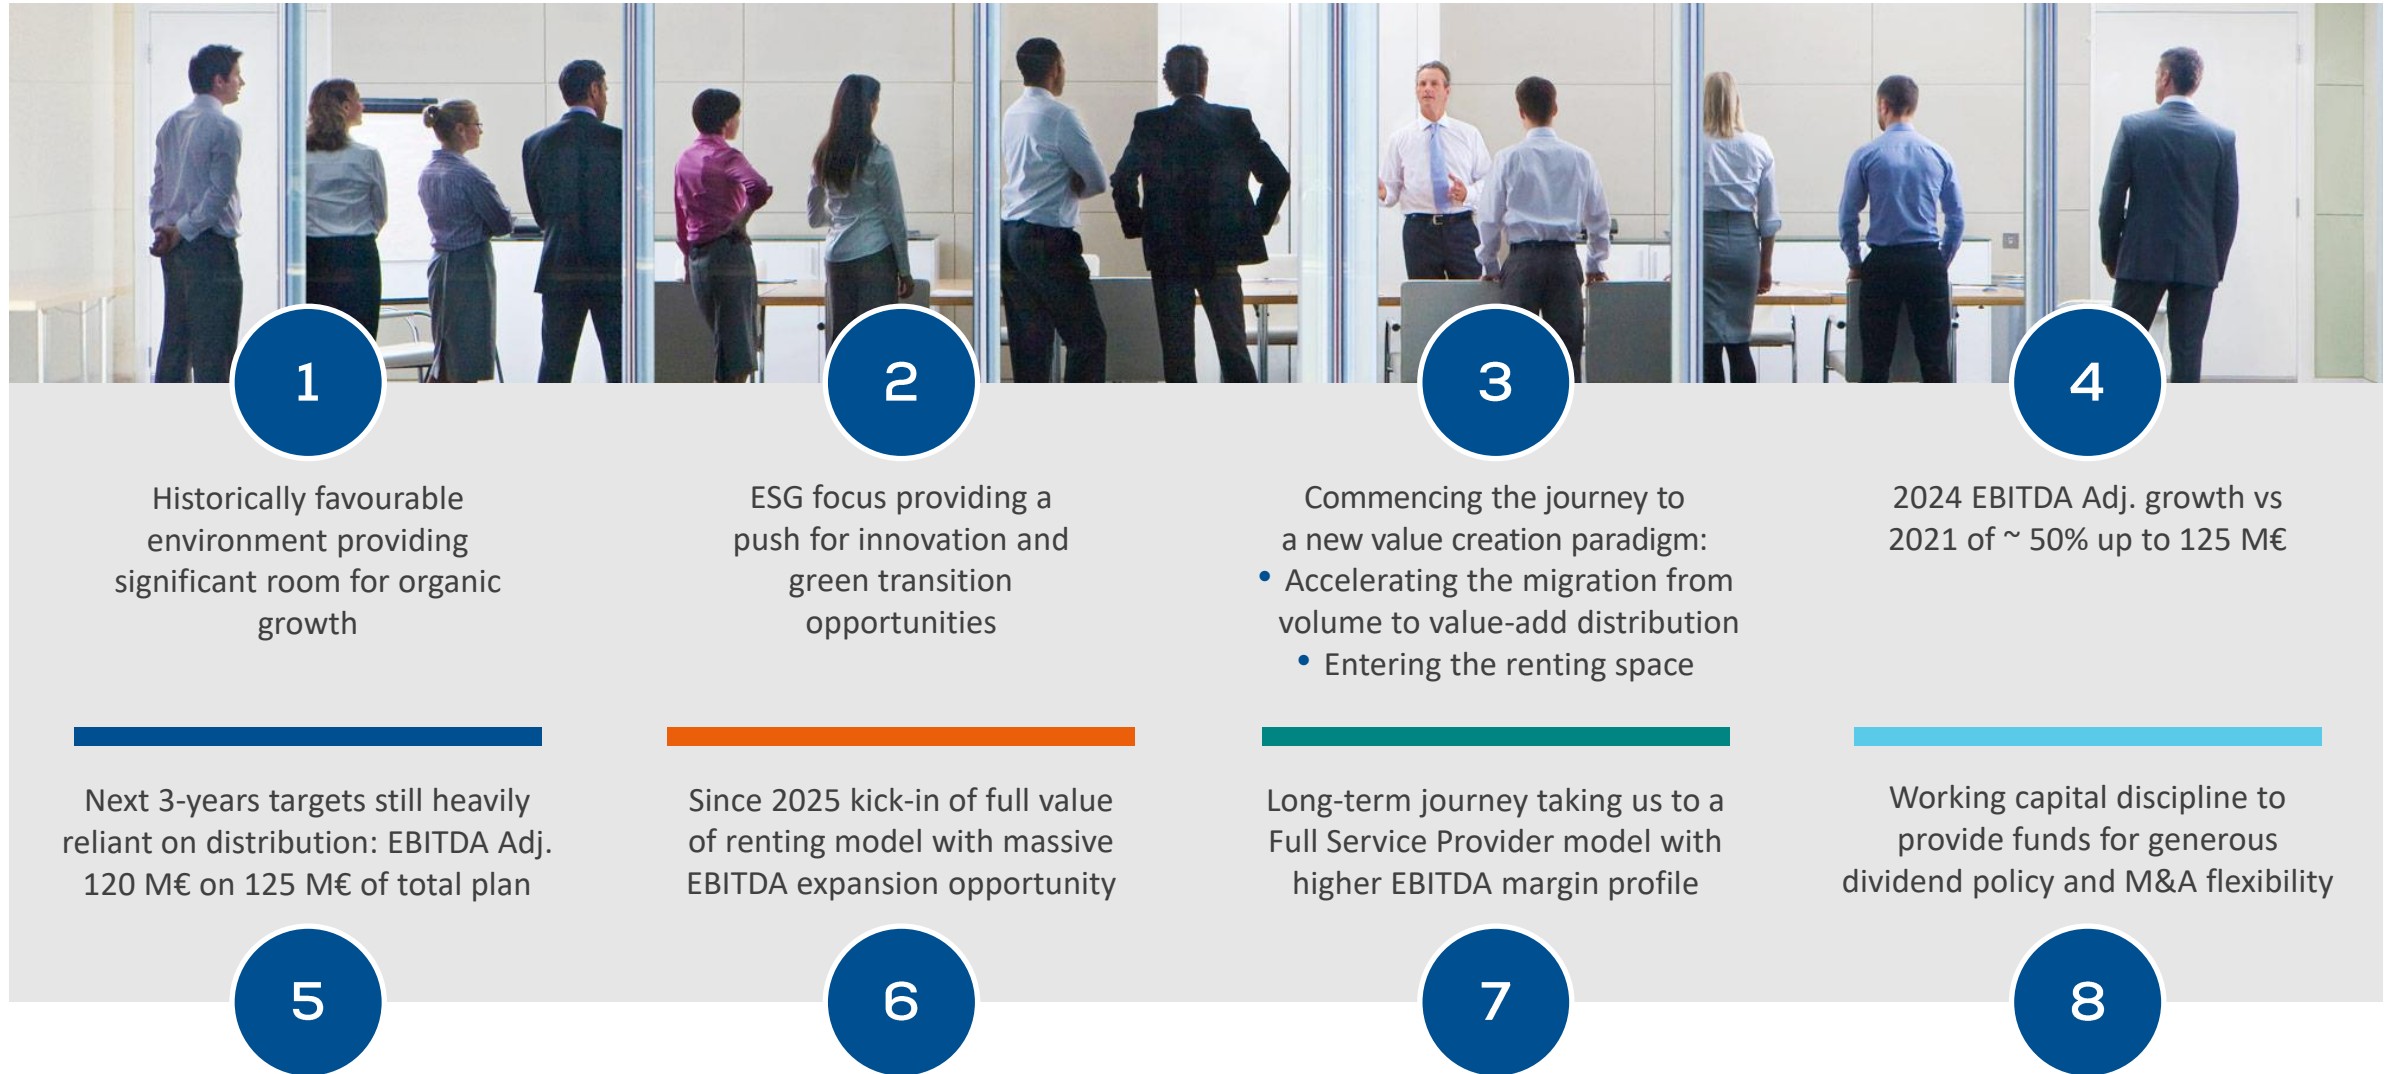 1
Historically favourable
environment providing
significant room for organic
growth
2
ESG focus providing a
push for innovation and
green transition
opportunities
3
Commencing the journey to
a new value creation paradigm:
• Accelerating the migration from
volume to value-add distribution
• Entering the renting space
4
2024 EBITDA Adj. growth vs
2021 of ~ 50% up to 125 M€
Next 3-years targets still heavily
reliant on distribution: EBITDA Adj.
120 M€ on 125 M€ of total plan
5
Since 2025 kick-in of full value
of renting model with massive
EBITDA expansion opportunity
6
Long-term journey taking us to a
Full Service Provider model with
higher EBITDA margin profile
7
Working capital discipline to
provide funds for generous
dividend policy and M&A flexibility
8